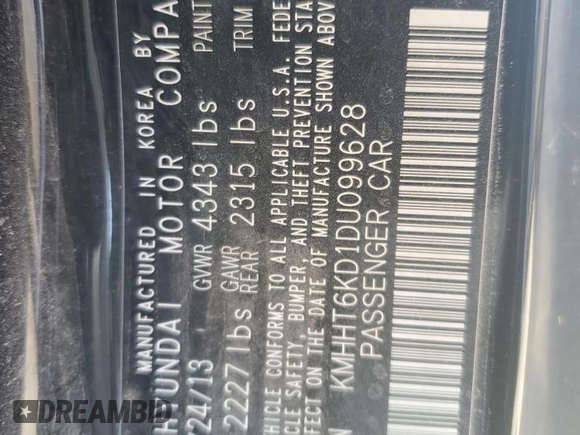 MANUFACTURED IN KOREA BY
HYUNDAI MOTOR COMPA
/24/13 GVWR 4343 lbs PAINT
2227 lbs GAWR REAR 2315 lbs TRIM
HICLE CONFORMS TO ALL APPLICABLE U.S.A. FEDE
CLE SAFETY, BUMPER, AND THEFT PREVENTION STA
FFECT ON THE DATE OF MANUFACTURE SHOWN ABOV
N KMHHT6KD1DU099628
PASSENGER CAR
DREAMBID